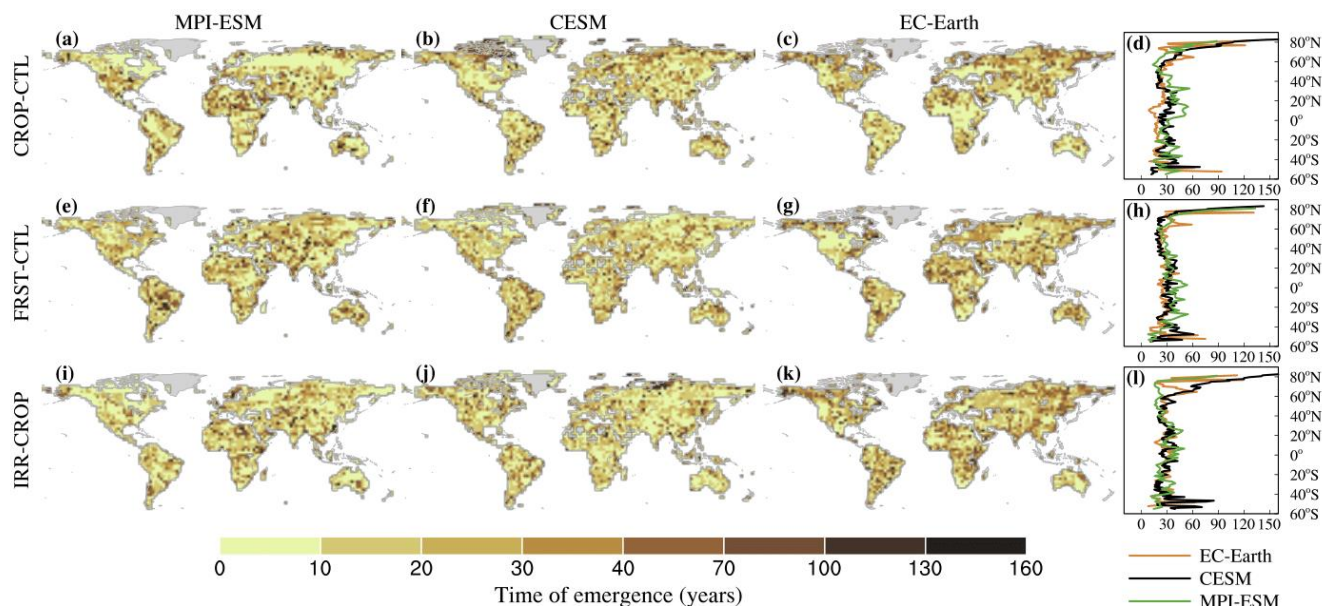 MPI-ESM CESM EC-Earth
CROP-CTL
(a) (b) (c) (d)
80°N
60°N
40°N
20°N
0°
20°S
40°S
60°S
0 30 60 90 120 150
FRST-CTL
(e) (f) (g) (h)
80°N
60°N
40°N
20°N
0°
20°S
40°S
60°S
0 30 60 90 120 150
IRR-CROP
(i) (j) (k) (l)
80°N
60°N
40°N
20°N
0°
20°S
40°S
60°S
0 30 60 90 120 150
0 10 20 30 40 70 100 130 160
Time of emergence (years)
EC-Earth
CESM
MPI-ESM